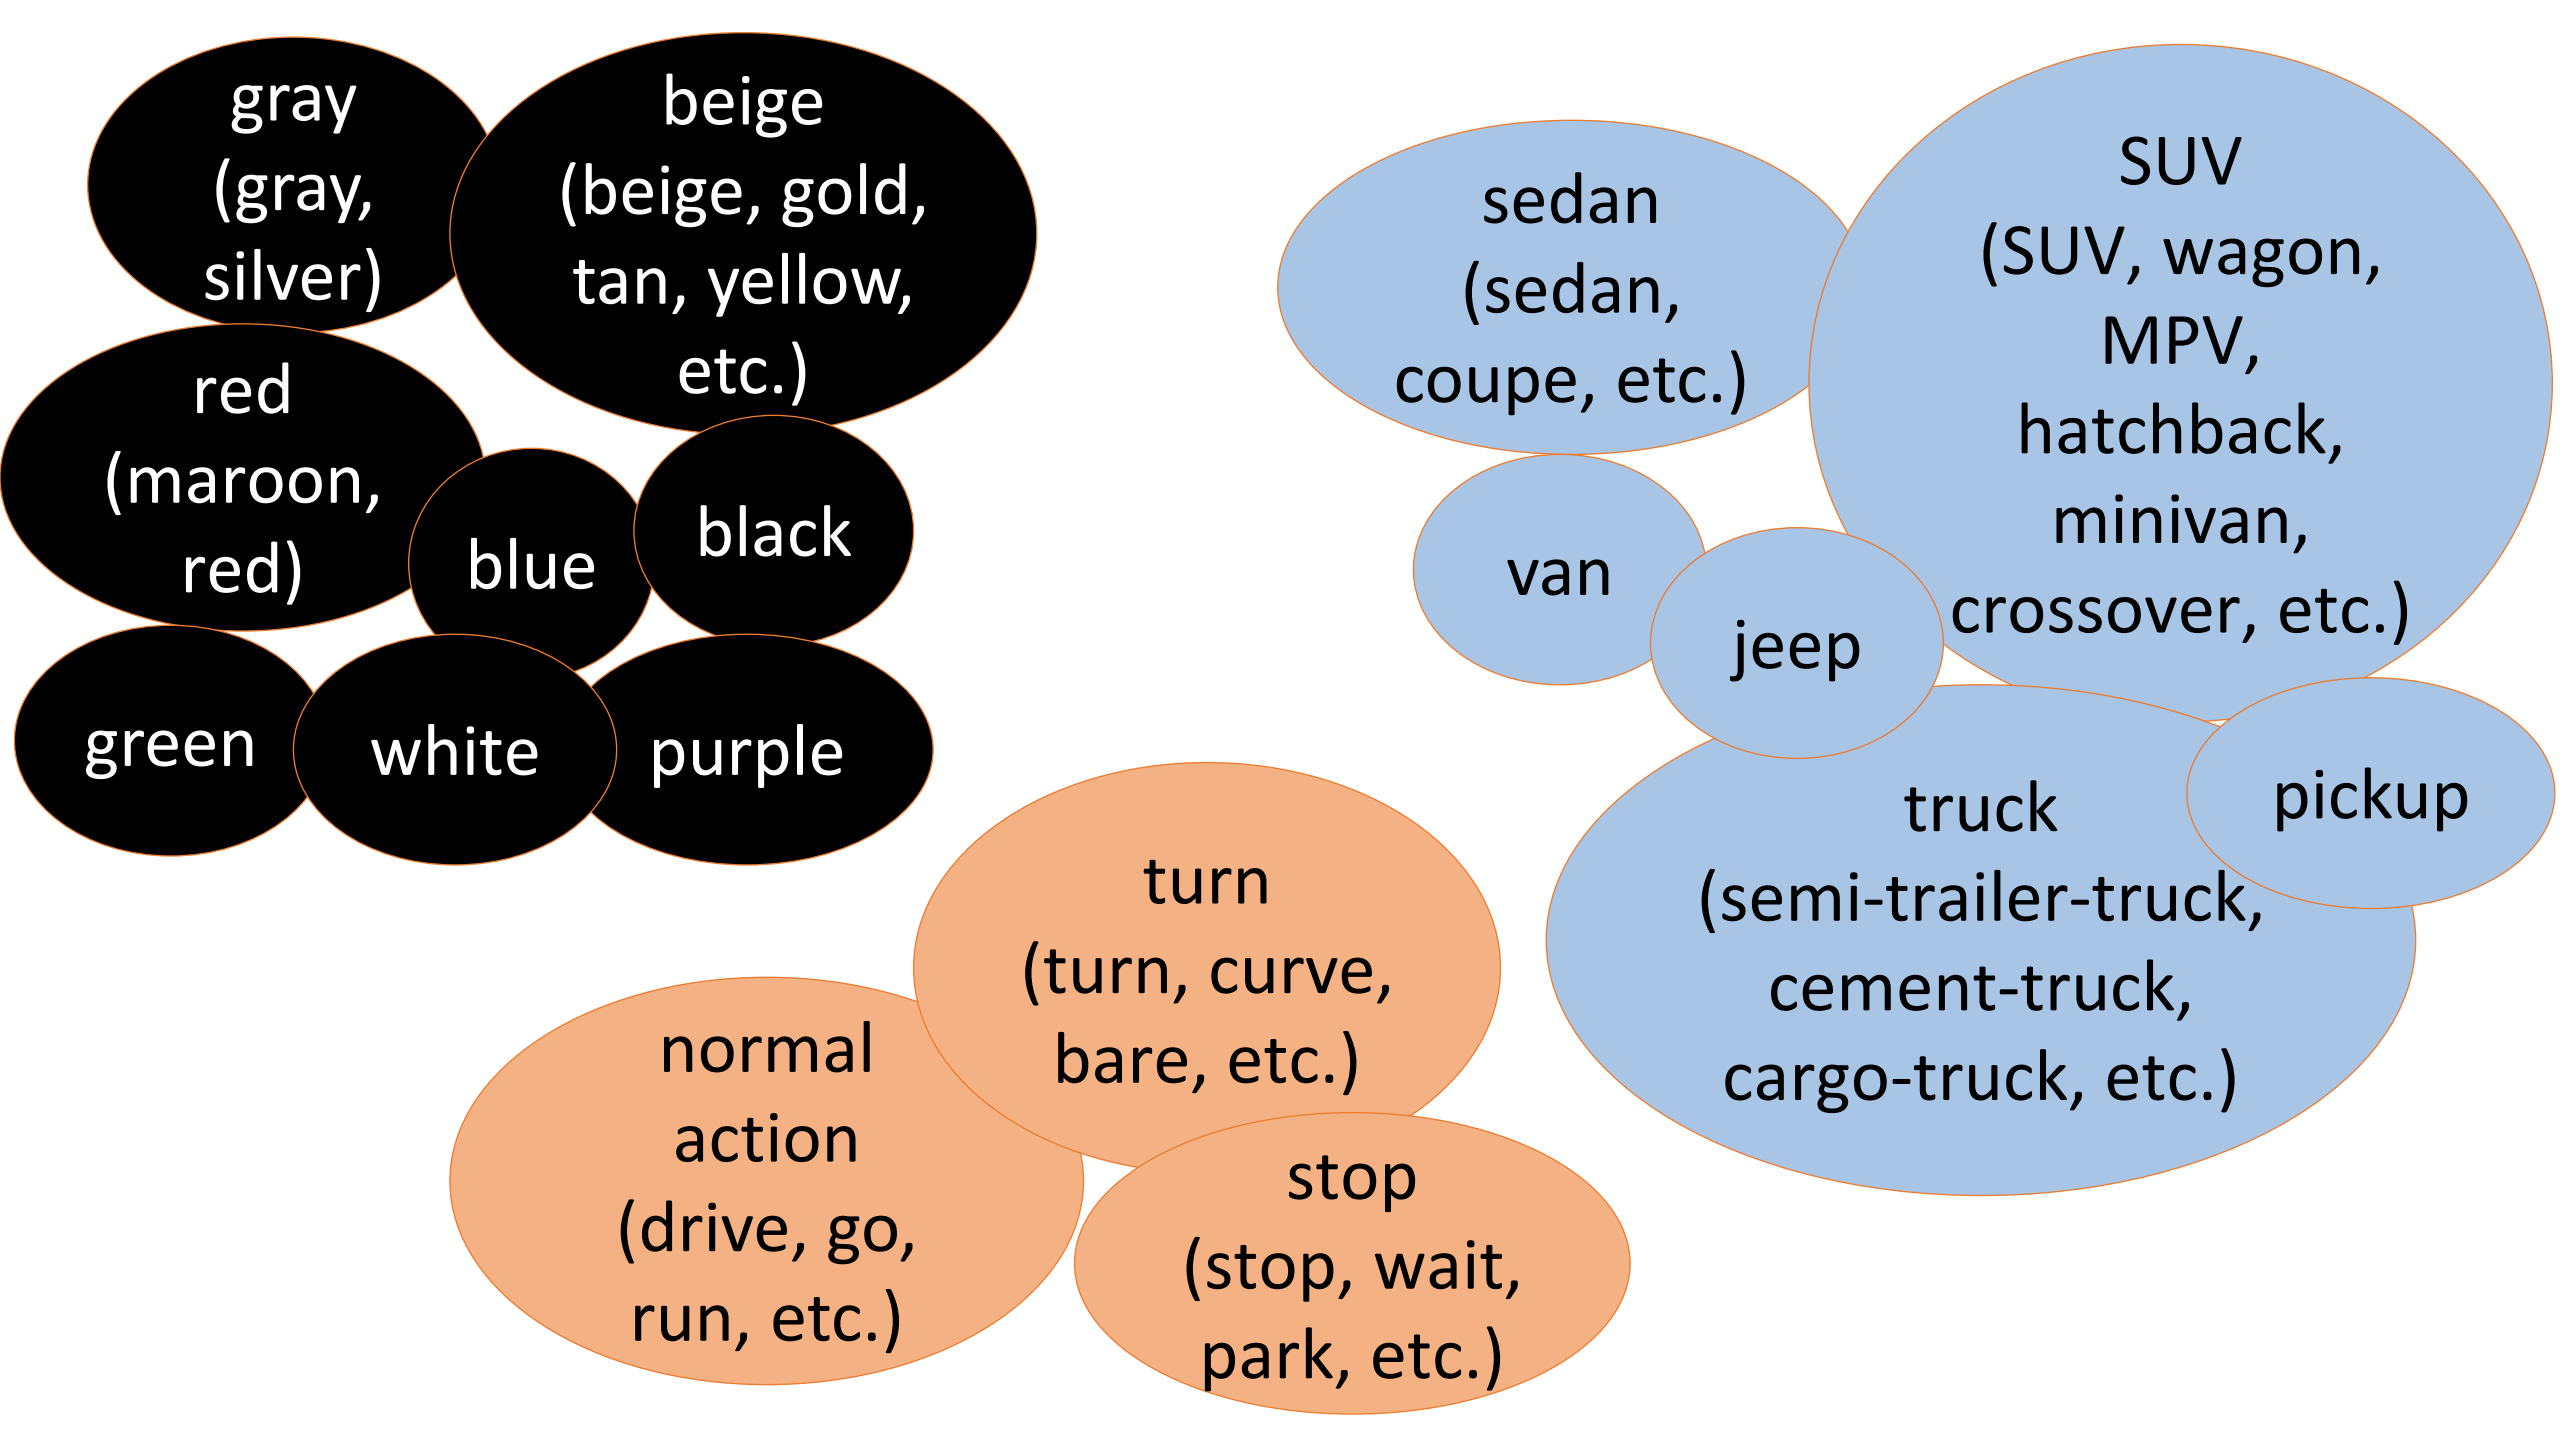 gray
(gray,
silver)
beige
(beige, gold,
tan, yellow,
etc.)
red
(maroon,
red)
blue
black
green
white
purple
sedan
(sedan,
coupe, etc.)
SUV
(SUV, wagon,
MPV,
hatchback,
minivan,
crossover, etc.)
van
jeep
pickup
truck
(semi-trailer-truck,
cement-truck,
cargo-truck, etc.)
turn
(turn, curve,
bare, etc.)
normal
action
(drive, go,
run, etc.)
stop
(stop, wait,
park, etc.)